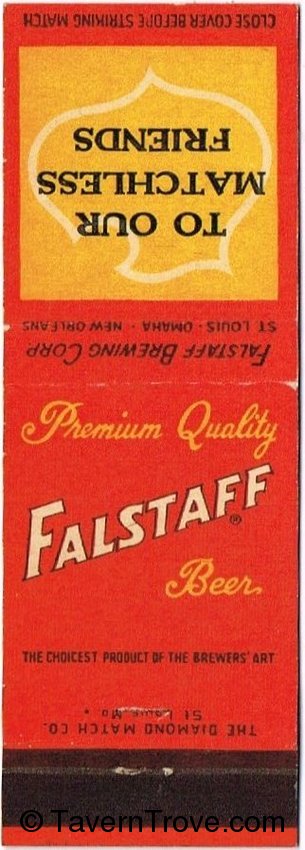 CLOSE COVER BEFORE STRIKING MATCH
TO OUR
MATCHLESS
FRIENDS
FALSTAFF BREWING CORP.
ST. LOUIS - OMAHA - NEW ORLEANS
Premium Quality
FALSTAFF®
Beer
THE CHOICEST PRODUCT OF THE BREWERS' ART
THE DIAMOND MATCH CO.
St. Louis, Mo.
© TavernTrove.com